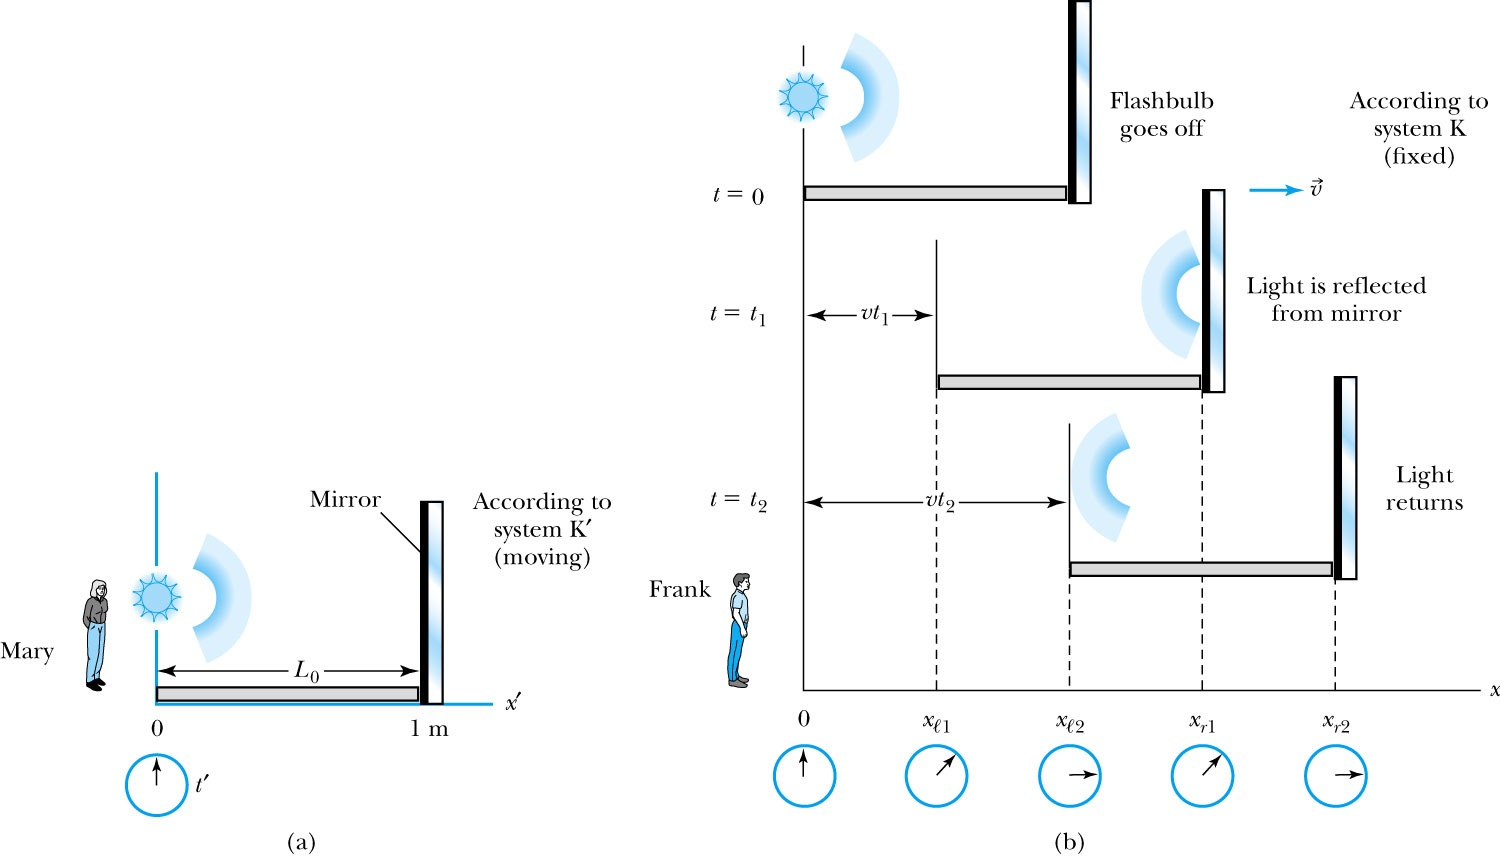 Mirror
According to
system K′
(moving)
Mary
L₀
x′
0
1 m
t′
(a)
Flashbulb
goes off
According to
system K
(fixed)
t = 0
v⃗
Light is reflected
from mirror
t = t₁
vt₁
Light
returns
t = t₂
vt₂
Frank
x
0
xℓ₁
xℓ₂
xᵣ₁
xᵣ₂
(b)